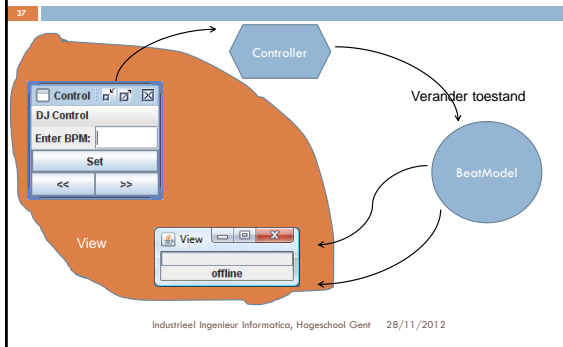 37
Controller
Control
DJ Control
Verander toestand
Enter BPM:
Set
<< >>
BeatModel
View
View
offline
Industrieel Ingenieur Informatica, Hogeschool Gent 28/11/2012